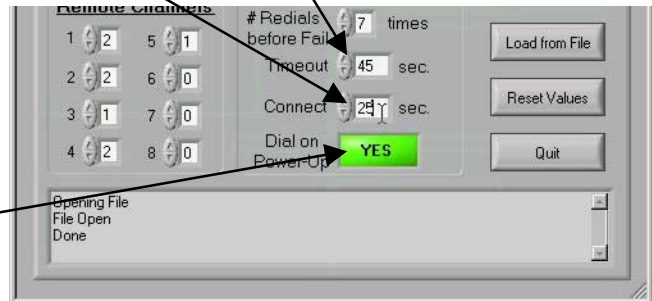 Remote Channels
1 2 5 1
2 2 6 0
3 1 7 0
4 2 8 0
# Redials before Fail 7 times
Timeout 45 sec.
Connect 25 sec.
Dial on Power-Up YES
Load from File
Reset Values
Quit
Opening File
File Open
Done